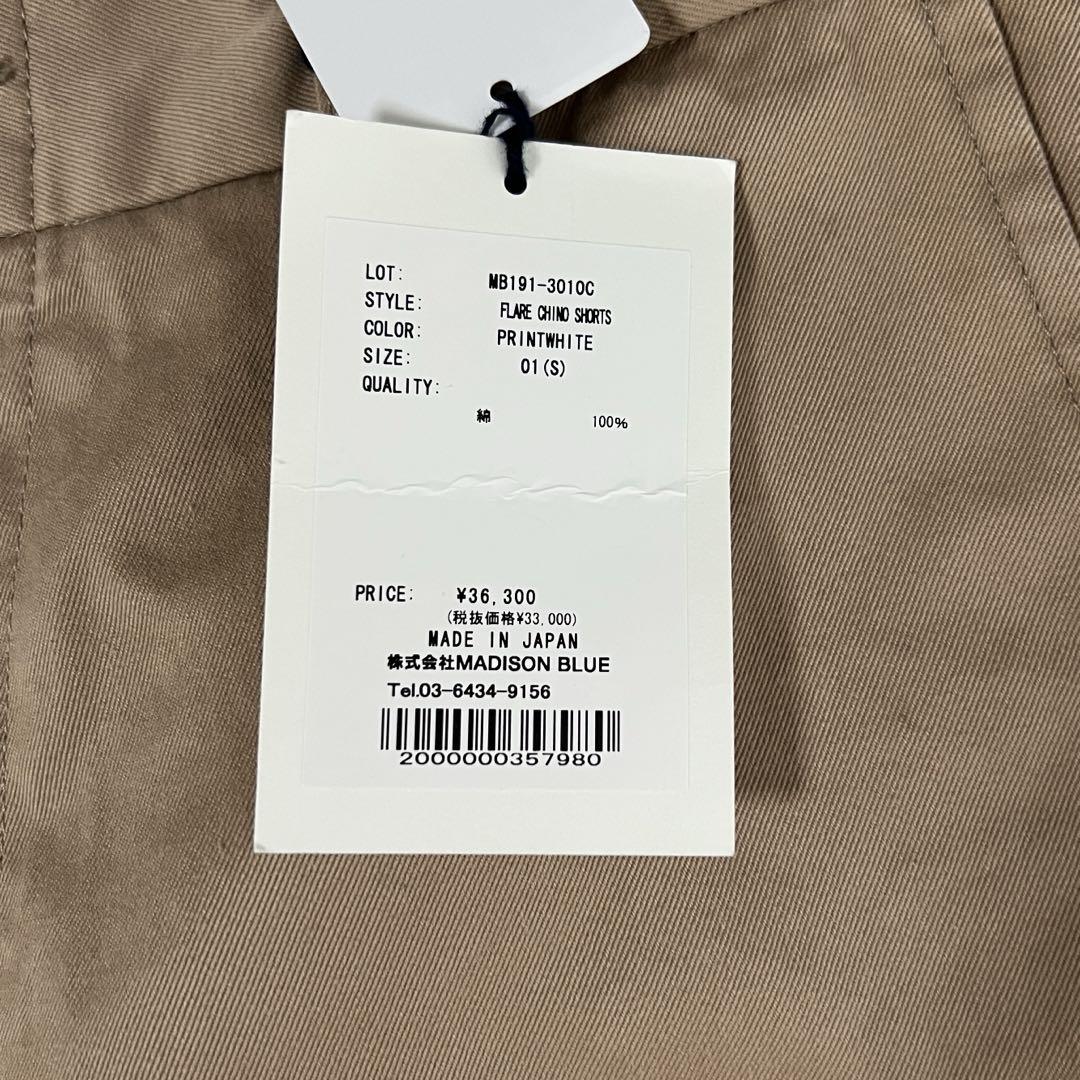 LOT: MB191-3010C
STYLE: FLARE CHINO SHORTS
COLOR: PRINTWHITE
SIZE: 01(S)
QUALITY:
綿 100%
PRICE: ¥36,300
(税抜価格¥33,000)
MADE IN JAPAN
株式会社MADISON BLUE
Tel.03-6434-9156
2000000357980